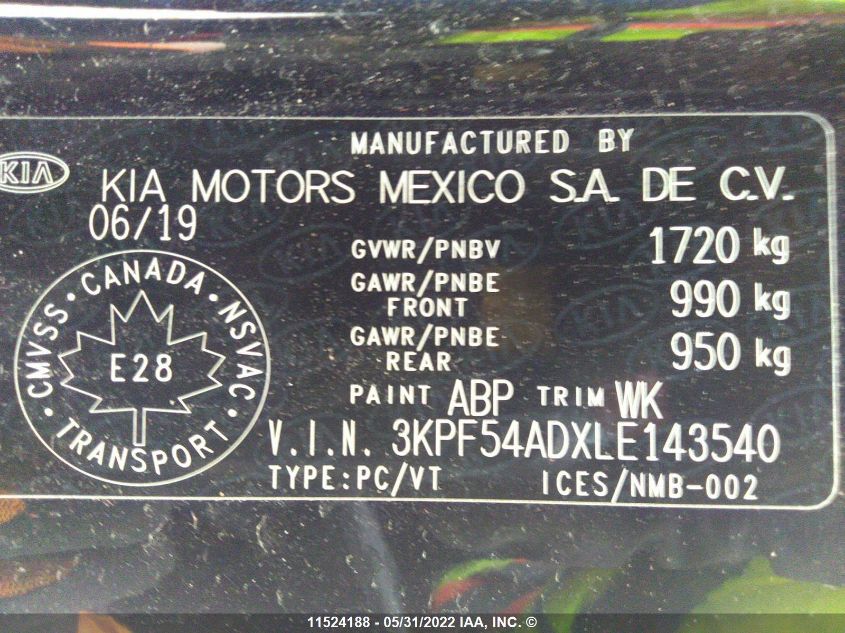 MANUFACTURED BY
KIA
KIA MOTORS MEXICO S.A. DE C.V.
06/19
GVWR/PNBV 1720 kg
GAWR/PNBE FRONT 990 kg
GAWR/PNBE REAR 950 kg
CMVSS · CANADA · NSVAC · TRANSPORT ·
E28
PAINT ABP TRIM WK
V.I.N. 3KPF54ADXLE143540
TYPE:PC/VT ICES/NMB-002
11524188 - 05/31/2022 IAA, INC. ©